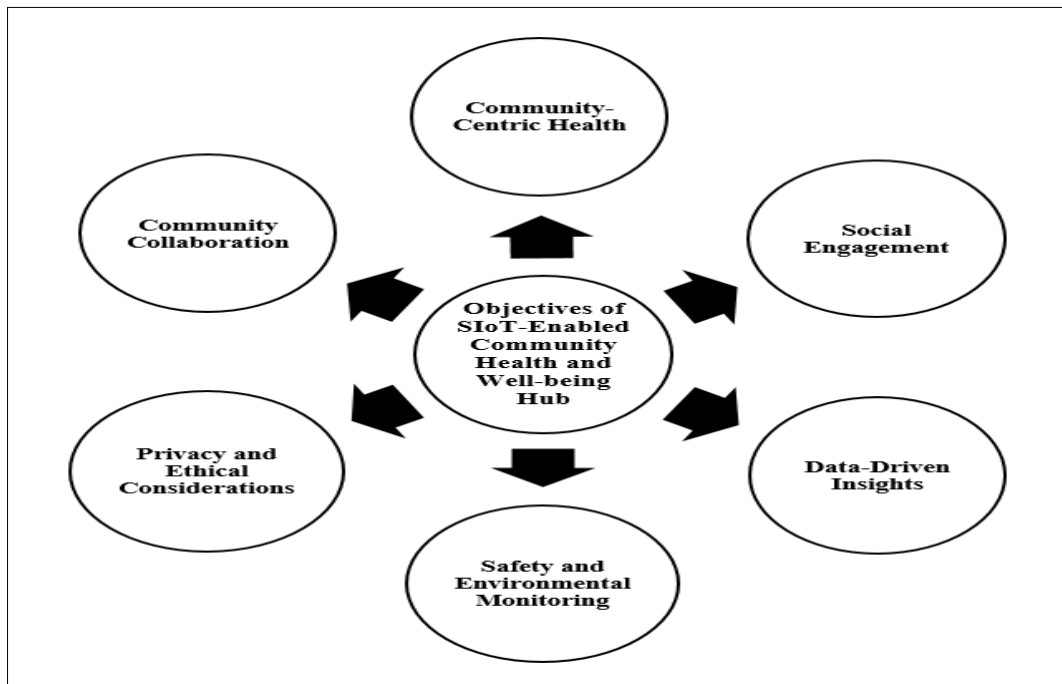 Community-
Centric Health
Community
Collaboration
Social
Engagement
Objectives of
SIoT-Enabled
Community
Health and
Well-being
Hub
Privacy and
Ethical
Considerations
Data-Driven
Insights
Safety and
Environmental
Monitoring